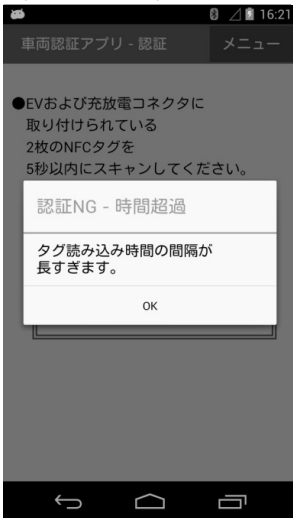 16:21
車両認証アプリ - 認証
メニュー
●EVおよび充放電コネクタに
取り付けられている
2枚のNFCタグを
5秒以内にスキャンしてください。
認証NG - 時間超過
タグ読み込み時間の間隔が
長すぎます。
OK